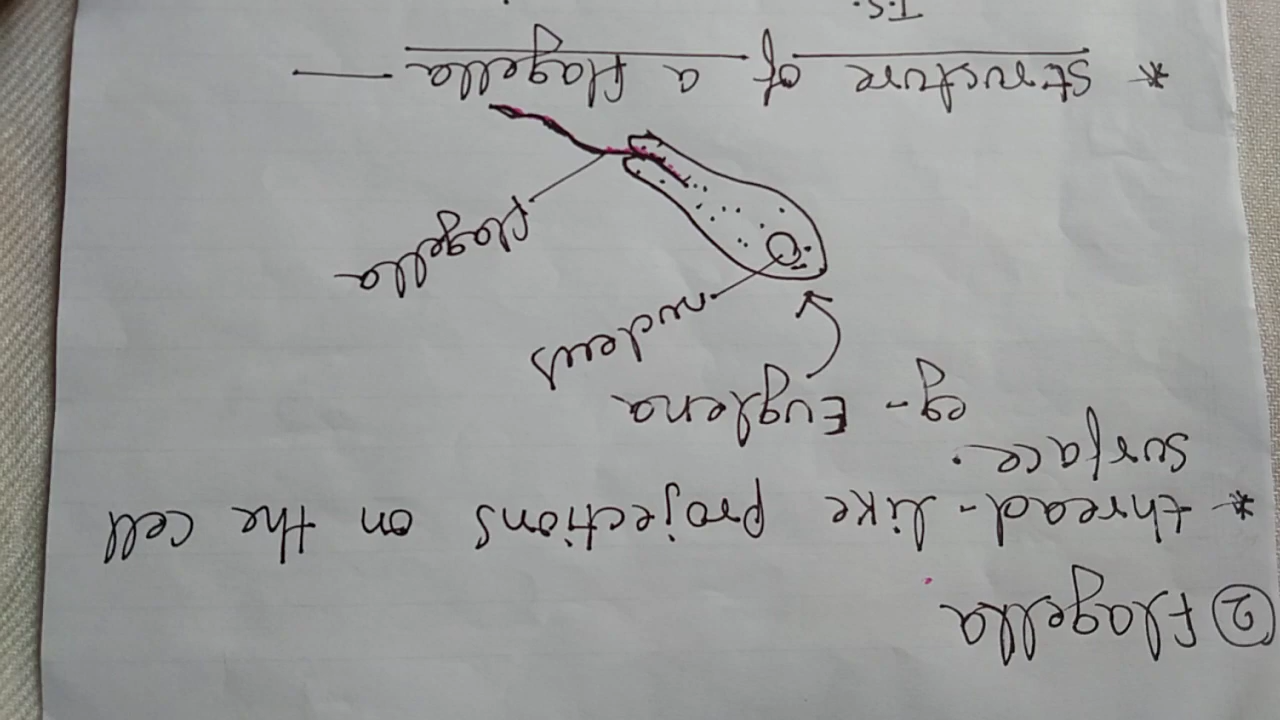 ② Flagella
* thread-like projections on the cell
surface.
eg- Euglena
nucleus
flagella
* structure of a flagella —
T.S.